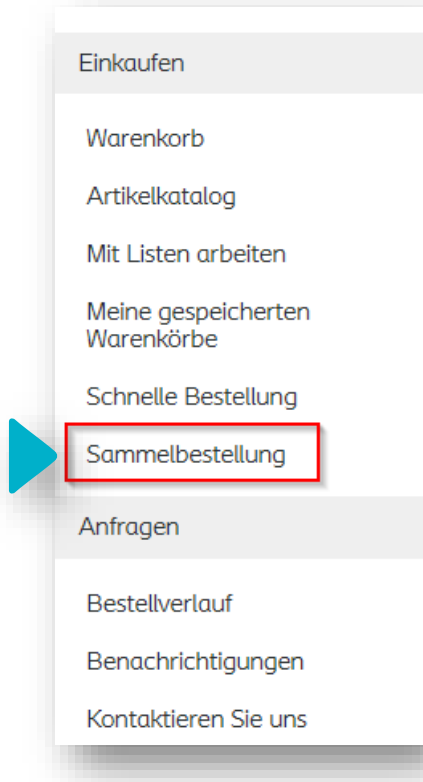 Einkaufen
Warenkorb
Artikelkatalog
Mit Listen arbeiten
Meine gespeicherten
Warenkörbe
Schnelle Bestellung
Sammelbestellung
Anfragen
Bestellverlauf
Benachrichtigungen
Kontaktieren Sie uns